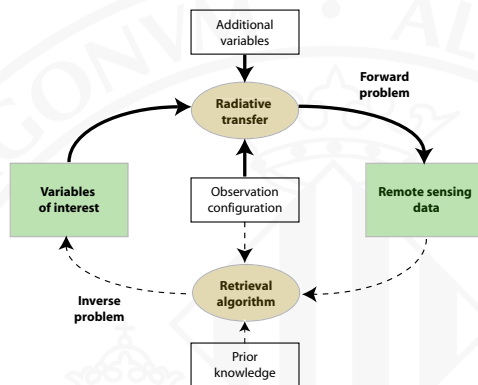 Additional
variables
Forward
problem
Radiative
transfer
Variables
of interest
Observation
configuration
Remote sensing
data
Retrieval
algorithm
Inverse
problem
Prior
knowledge